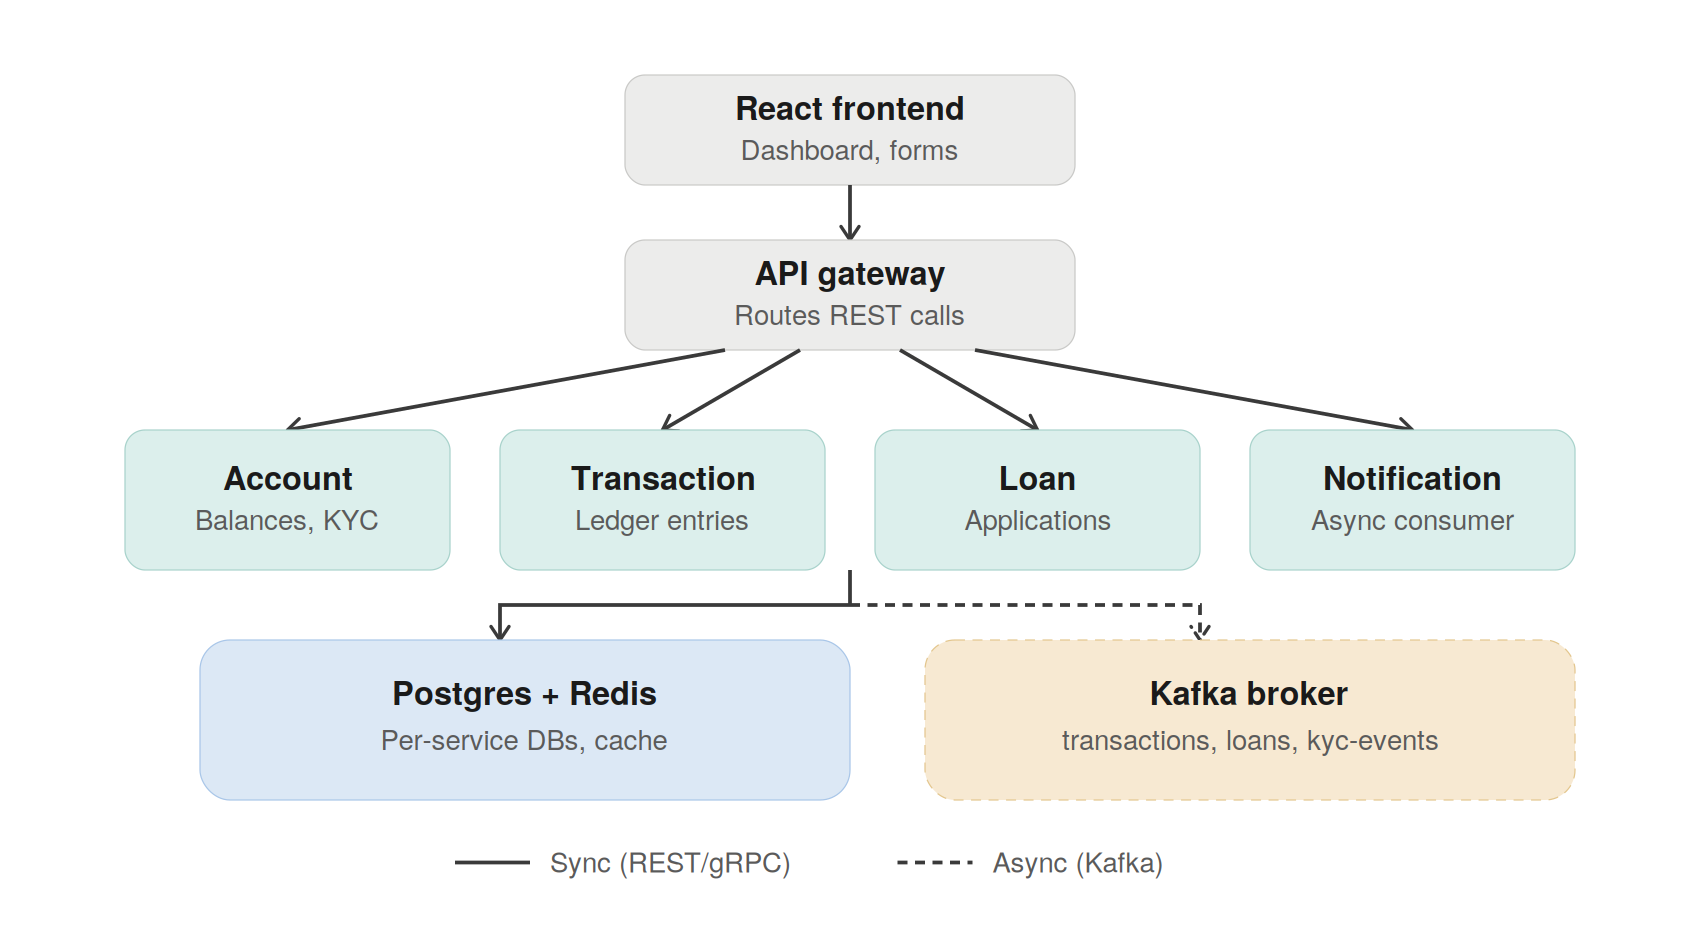 React frontend
Dashboard, forms
API gateway
Routes REST calls
Account
Balances, KYC
Transaction
Ledger entries
Loan
Applications
Notification
Async consumer
Postgres + Redis
Per-service DBs, cache
Kafka broker
transactions, loans, kyc-events
Sync (REST/gRPC)
Async (Kafka)